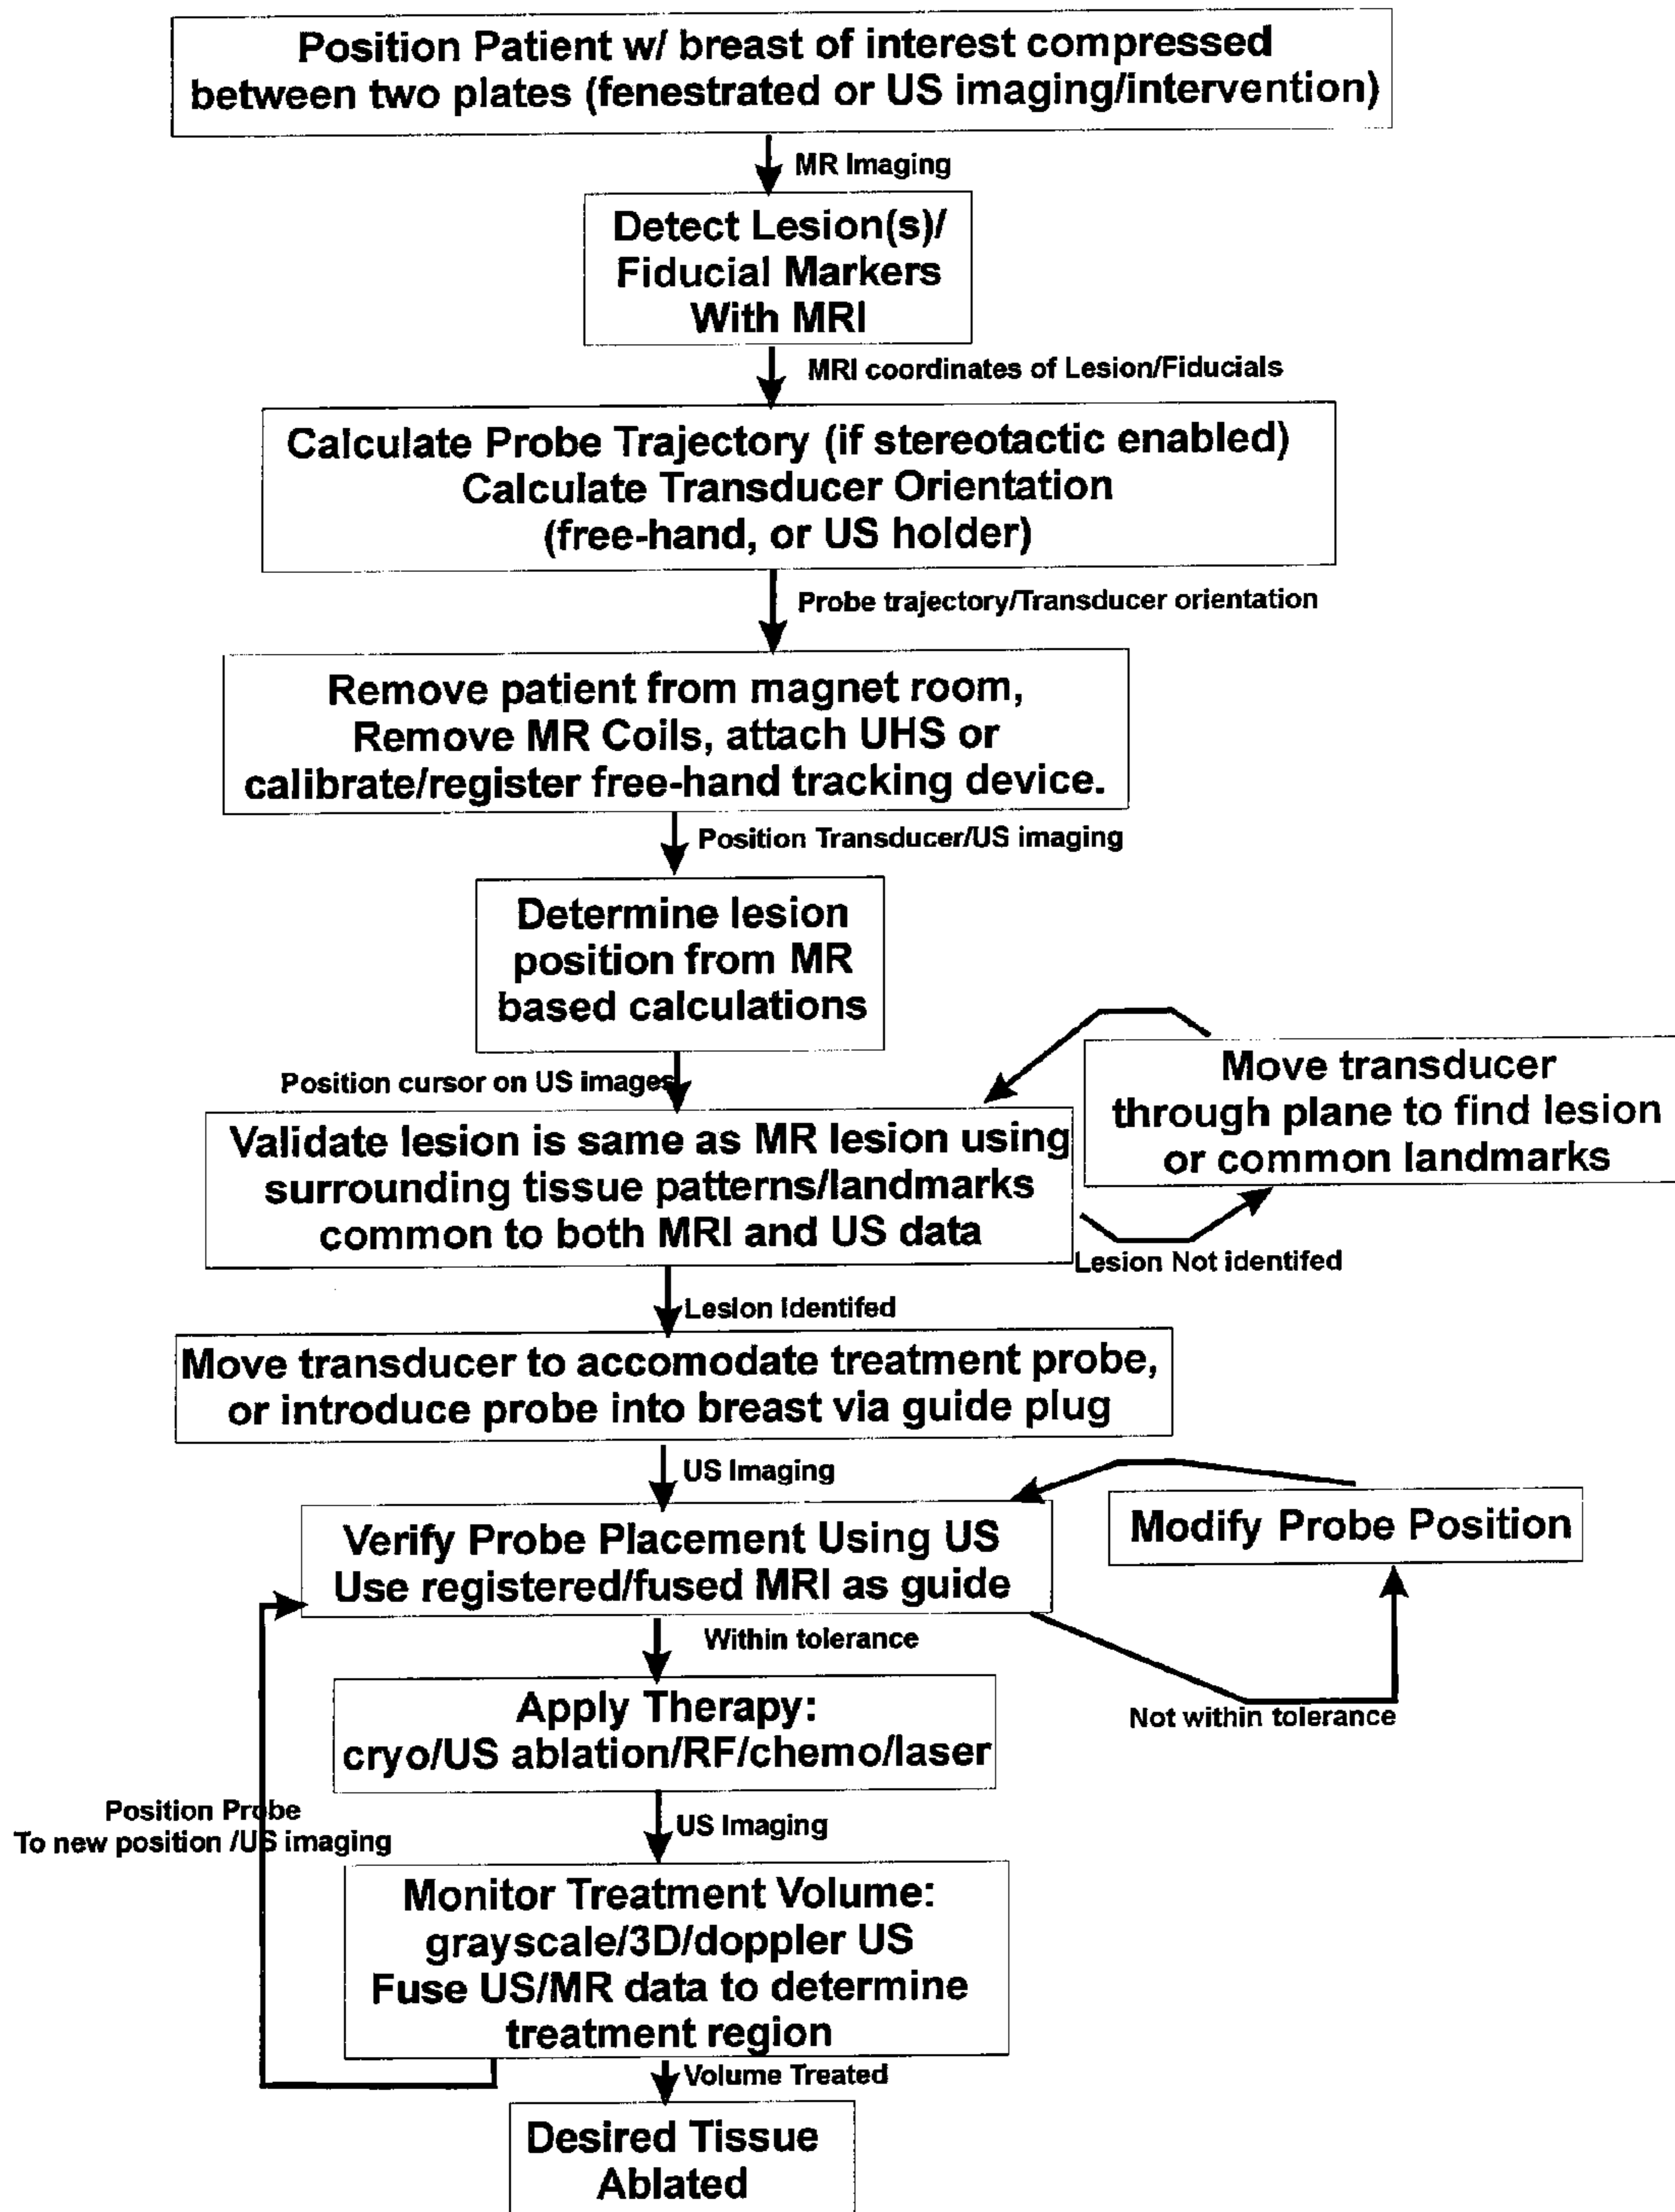 Position Patient w/ breast of interest compressed
between two plates (fenestrated or US imaging/intervention)
MR Imaging
Detect Lesion(s)/
Fiducial Markers
With MRI
MRI coordinates of Lesion/Fiducials
Calculate Probe Trajectory (if stereotactic enabled)
Calculate Transducer Orientation
(free-hand, or US holder)
Probe trajectory/Transducer orientation
Remove patient from magnet room,
Remove MR Coils, attach UHS or
calibrate/register free-hand tracking device.
Position Transducer/US imaging
Determine lesion
position from MR
based calculations
Position cursor on US images
Move transducer
through plane to find lesion
or common landmarks
Validate lesion is same as MR lesion using
surrounding tissue patterns/landmarks
common to both MRI and US data
Lesion Not identifed
Lesion Identifed
Move transducer to accomodate treatment probe,
or introduce probe into breast via guide plug
US Imaging
Modify Probe Position
Verify Probe Placement Using US
Use registered/fused MRI as guide
Within tolerance
Not within tolerance
Apply Therapy:
cryo/US ablation/RF/chemo/laser
Position Probe
To new position /US imaging
US Imaging
Monitor Treatment Volume:
grayscale/3D/doppler US
Fuse US/MR data to determine
treatment region
Volume Treated
Desired Tissue
Ablated